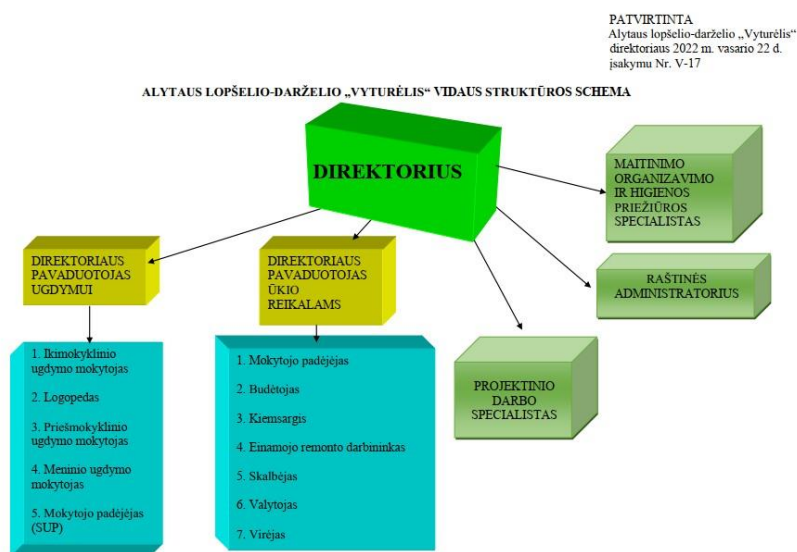 PATVIRTINTA
Alytaus lopšelio-darželio „Vyturėlis“
direktoriaus 2022 m. vasario 22 d.
įsakymu Nr. V-17
ALYTAUS LOPŠELIO-DARŽELIO „VYTURĖLIS“ VIDAUS STRUKTŪROS SCHEMA
DIREKTORIUS
MAITINIMO
ORGANIZAVIMO
IR HIGIENOS
PRIEŽIŪROS
SPECIALISTAS
DIREKTORIAUS
PAVADUOTOJAS
UGDYMUI
DIREKTORIAUS
PAVADUOTOJAS
ŪKIO
REIKALAMS
RAŠTINĖS
ADMINISTRATORIUS
PROJEKTINIO
DARBO
SPECIALISTAS
1. Ikimokyklinio
ugdymo mokytojas
2. Logopedas
3. Priešmokyklinio
ugdymo mokytojas
4. Meninio ugdymo
mokytojas
5. Mokytojo padėjėjas
(SUP)
1. Mokytojo padėjėjas
2. Budėtojas
3. Kiemsargis
4. Einamojo remonto darbininkas
5. Skalbėjas
6. Valytojas
7. Virėjas